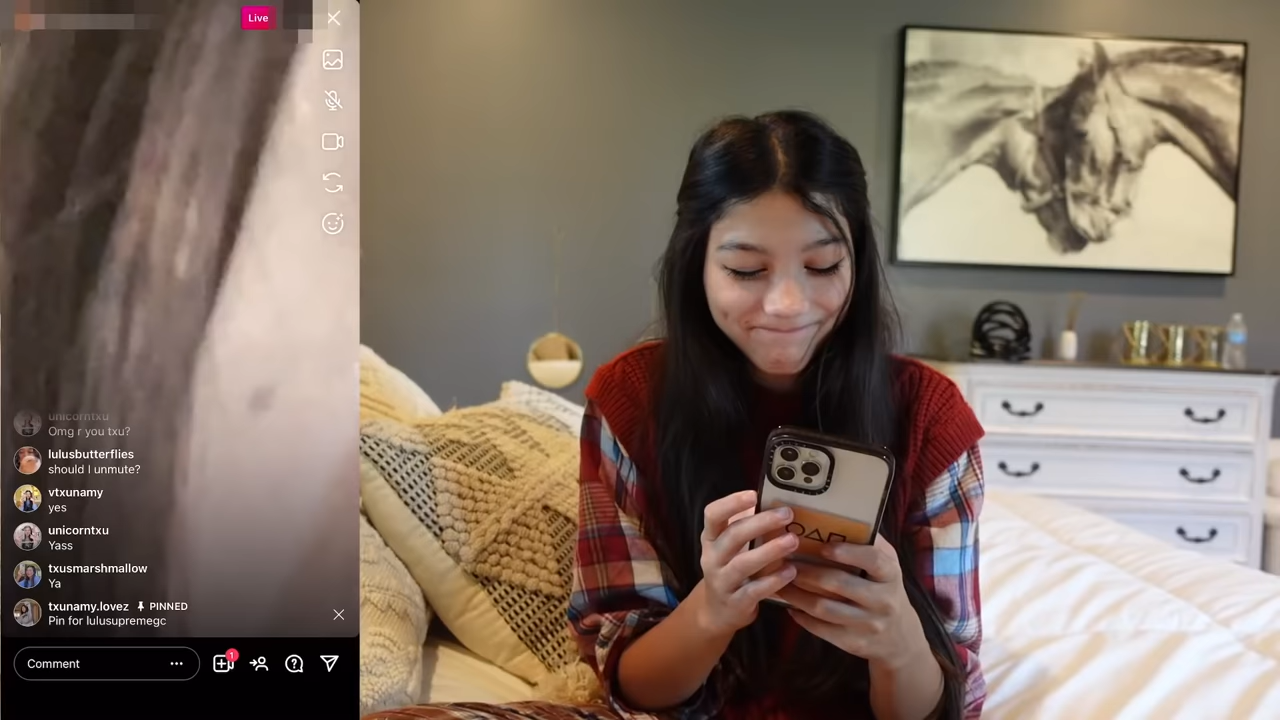 Live
unicorntxu
Omg r you txu?
lulusbutterflies
should I unmute?
vtxunamy
yes
unicorntxu
Yass
txusmarshmallow
Ya
txunamy.lovez PINNED
Pin for lulusupremegc
Comment
1